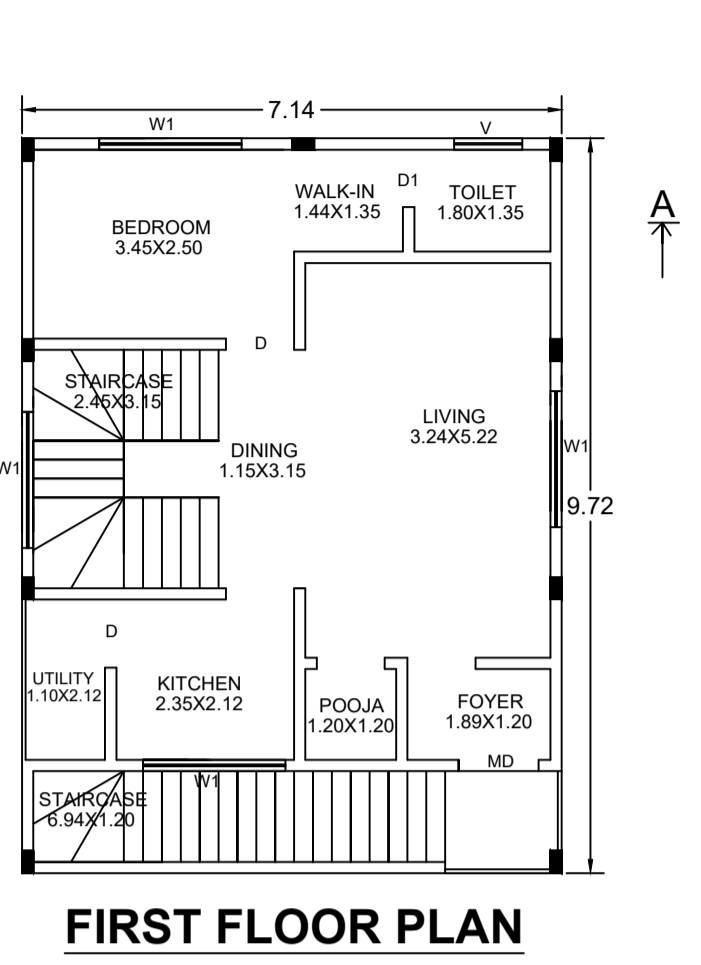 7.14
W1
V
WALK-IN
1.44X1.35
D1
TOILET
1.80X1.35
A
BEDROOM
3.45X2.50
D
STAIRCASE
2.45X3.15
LIVING
3.24X5.22
DINING
1.15X3.15
W1
W1
9.72
D
UTILITY
1.10X2.12
KITCHEN
2.35X2.12
POOJA
1.20X1.20
FOYER
1.89X1.20
MD
W1
STAIRCASE
6.94X1.20
FIRST FLOOR PLAN